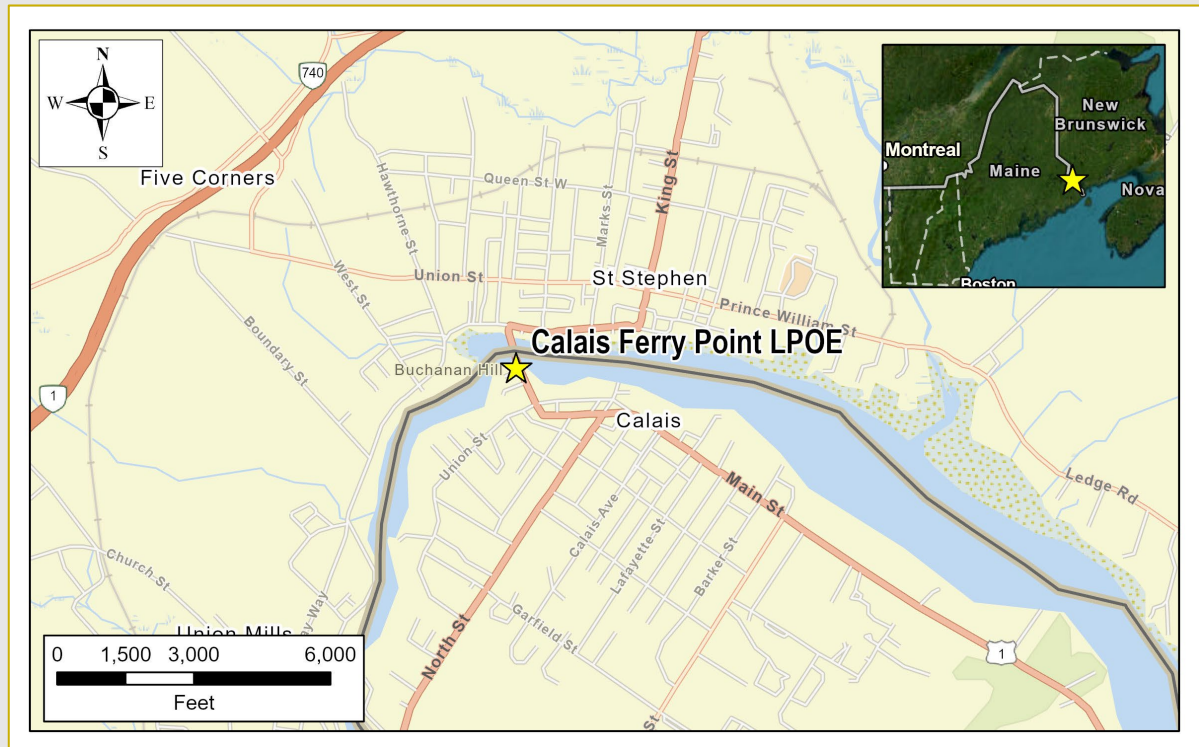 N
W E
S
740
Five Corners
Hawthorne St
Queen St W
Marks St
King St
Montreal
New
Brunswick
Maine
Nova
Boston
West St
Union St
St Stephen
Prince William St
Boundary St
Calais Ferry Point LPOE
Buchanan Hill
1
Calais
Union St
Main St
Ledge Rd
Calais Ave
Lafayette St
Barker St
Church St
Garfield St
North St
Union Mills
Way
St
1
0 1,500 3,000 6,000
Feet